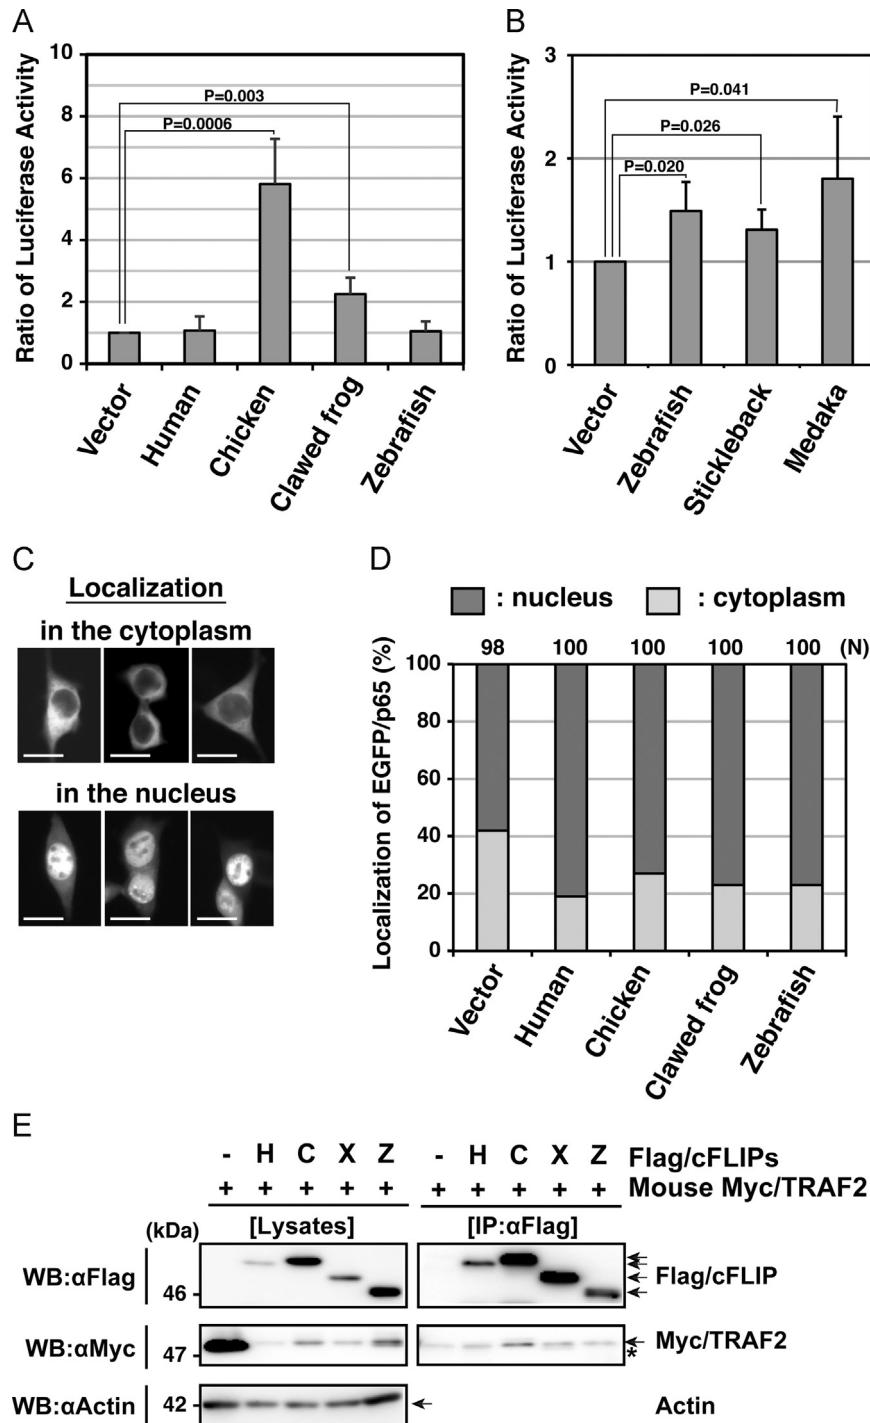 A
Ratio of Luciferase Activity
10
8
6
4
2
0
P=0.003
P=0.0006
Vector
Human
Chicken
Clawed frog
Zebrafish
B
Ratio of Luciferase Activity
3
2
1
0
P=0.041
P=0.026
P=0.020
Vector
Zebrafish
Stickleback
Medaka
C
Localization
in the cytoplasm
in the nucleus
D
: nucleus : cytoplasm
98 100 100 100 100 (N)
Localization of EGFP/p65 (%)
100
80
60
40
20
0
Vector
Human
Chicken
Clawed frog
Zebrafish
E
- H C X Z - H C X Z Flag/cFLIPs
+ + + + + + + + + + Mouse Myc/TRAF2
(kDa) [Lysates] [IP:αFlag]
WB:αFlag 46 Flag/cFLIP
WB:αMyc 47 Myc/TRAF2
*
WB:αActin 42 Actin